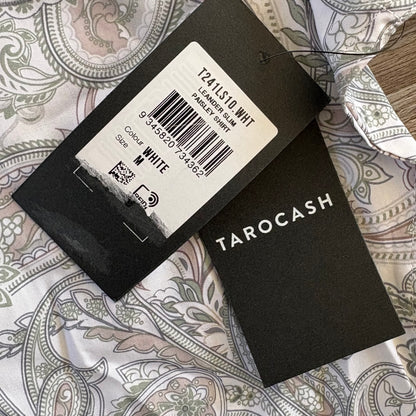 T241LS10.WHT
LEANDER SLIM
PAISLEY SHIRT
9 345820 734362
Colour WHITE
Size M
TAROCASH